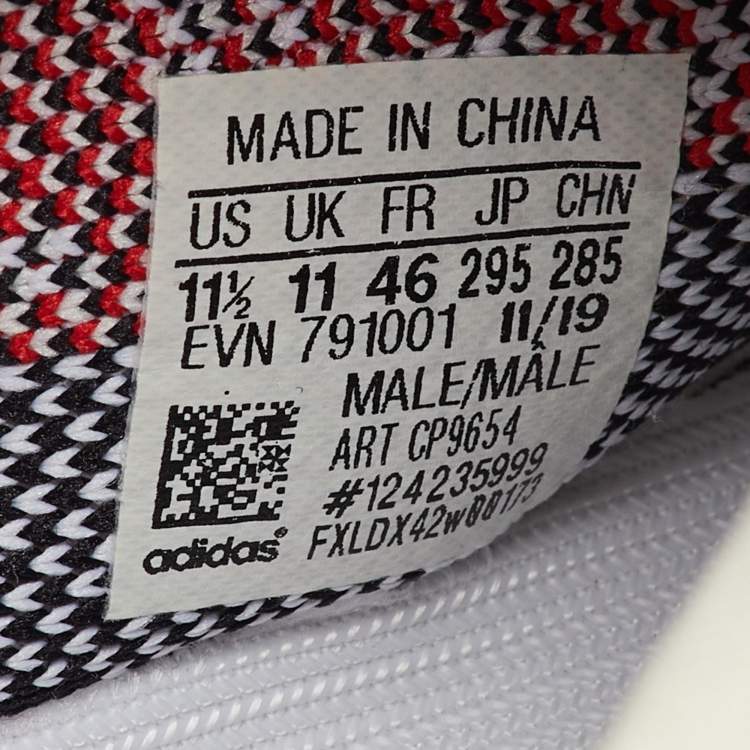 MADE IN CHINA
US UK FR JP CHN
11½ 11 46 295 285
EVN 791001 11/19
MALE/MÂLE
ART CP9654
#124235999
FXLDX42w00173
adidas®